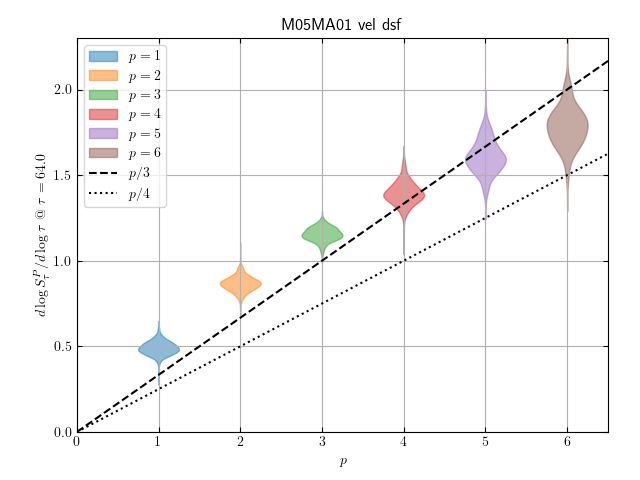 M05MA01 vel dsf
p = 1
p = 2
p = 3
p = 4
p = 5
p = 6
p/3
p/4
d log S_τ^P / d log τ @ τ = 64.0
2.0
1.5
1.0
0.5
0.0
0 1 2 3 4 5 6
p